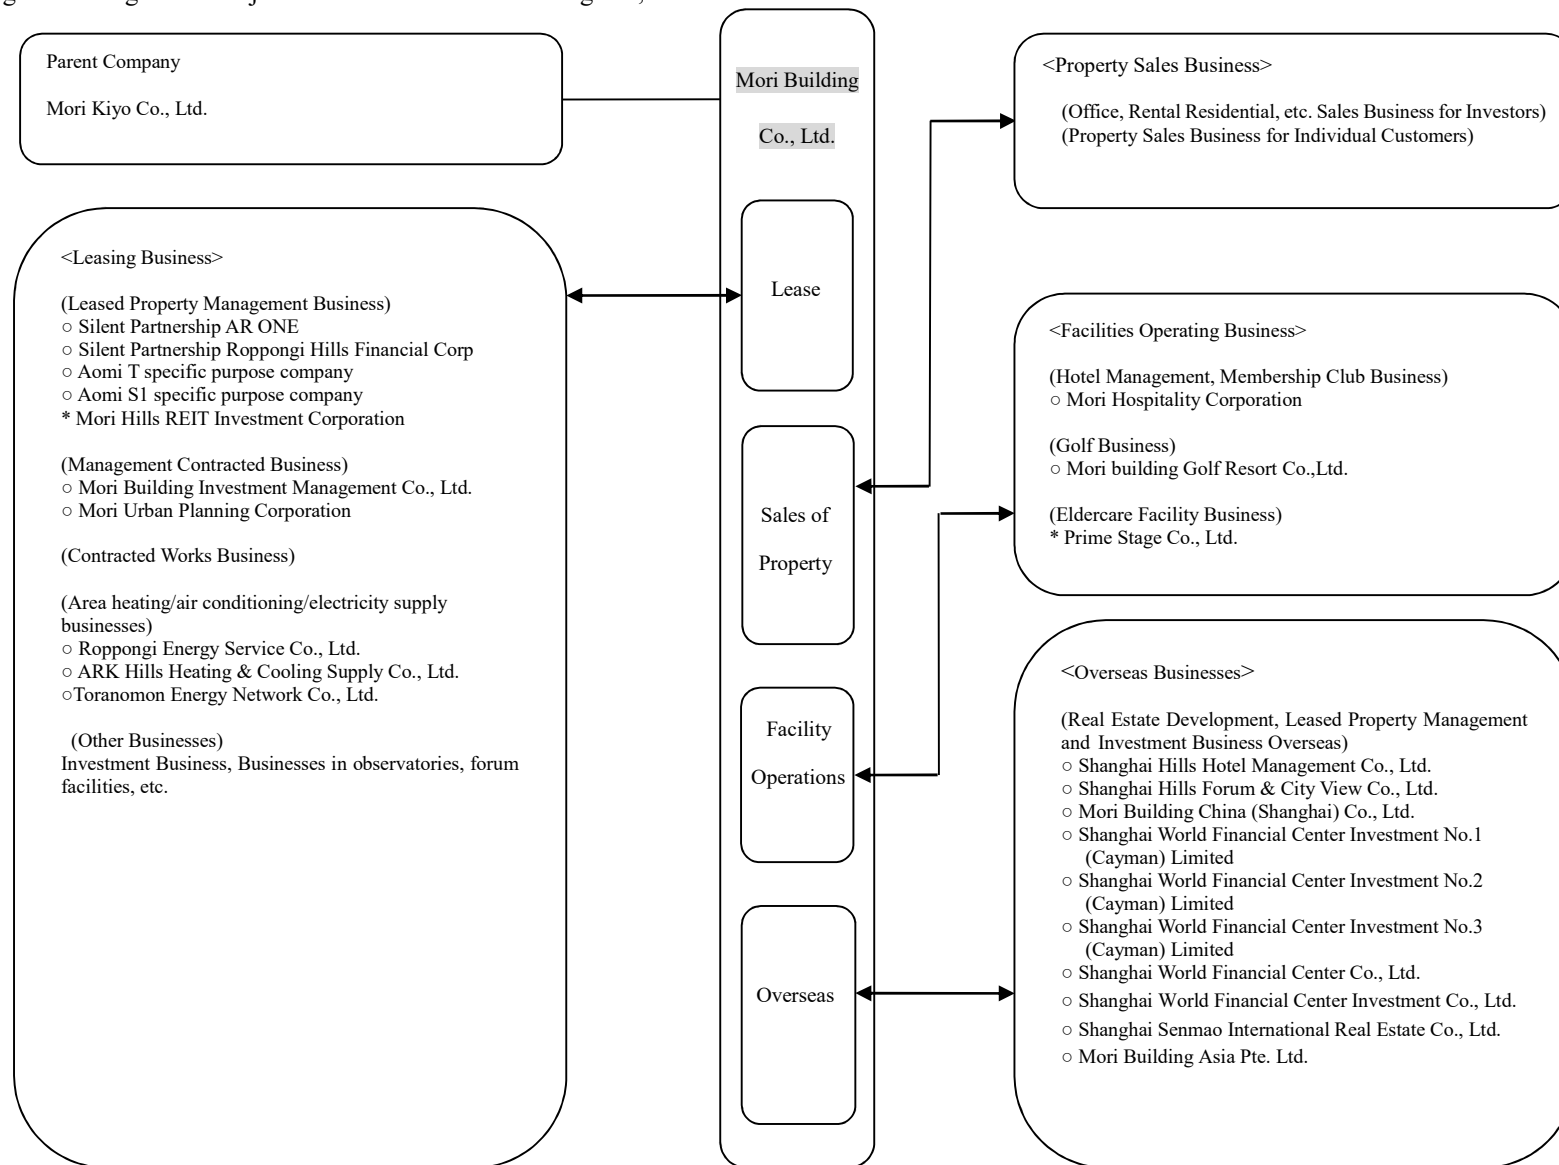 Parent Company
Mori Kiyo Co., Ltd.
<Leasing Business>
(Leased Property Management Business)
○ Silent Partnership AR ONE
○ Silent Partnership Roppongi Hills Financial Corp
○ Aomi T specific purpose company
○ Aomi S1 specific purpose company
* Mori Hills REIT Investment Corporation
(Management Contracted Business)
○ Mori Building Investment Management Co., Ltd.
○ Mori Urban Planning Corporation
(Contracted Works Business)
(Area heating/air conditioning/electricity supply
businesses)
○ Roppongi Energy Service Co., Ltd.
○ ARK Hills Heating & Cooling Supply Co., Ltd.
○Toranomon Energy Network Co., Ltd.
(Other Businesses)
Investment Business, Businesses in observatories, forum
facilities, etc.
Mori Building
Co., Ltd.
Lease
Sales of
Property
Facility
Operations
Overseas
<Property Sales Business>
(Office, Rental Residential, etc. Sales Business for Investors)
(Property Sales Business for Individual Customers)
<Facilities Operating Business>
(Hotel Management, Membership Club Business)
○ Mori Hospitality Corporation
(Golf Business)
○ Mori building Golf Resort Co.,Ltd.
(Eldercare Facility Business)
* Prime Stage Co., Ltd.
<Overseas Businesses>
(Real Estate Development, Leased Property Management
and Investment Business Overseas)
○ Shanghai Hills Hotel Management Co., Ltd.
○ Shanghai Hills Forum & City View Co., Ltd.
○ Mori Building China (Shanghai) Co., Ltd.
○ Shanghai World Financial Center Investment No.1
(Cayman) Limited
○ Shanghai World Financial Center Investment No.2
(Cayman) Limited
○ Shanghai World Financial Center Investment No.3
(Cayman) Limited
○ Shanghai World Financial Center Co., Ltd.
○ Shanghai World Financial Center Investment Co., Ltd.
○ Shanghai Senmao International Real Estate Co., Ltd.
○ Mori Building Asia Pte. Ltd.